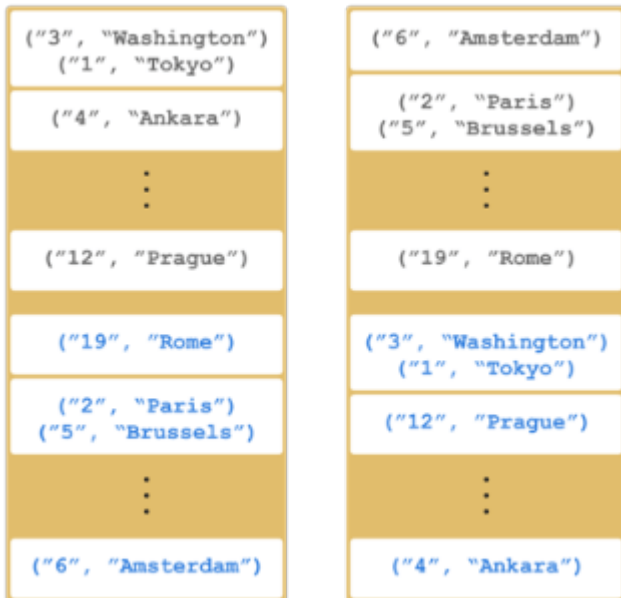 ("3", "Washington")
("1", "Tokyo")
("4", "Ankara")
("12", "Prague")
("19", "Rome")
("2", "Paris")
("5", "Brussels")
("6", "Amsterdam")
("6", "Amsterdam")
("2", "Paris")
("5", "Brussels")
("19", "Rome")
("3", "Washington")
("1", "Tokyo")
("12", "Prague")
("4", "Ankara")